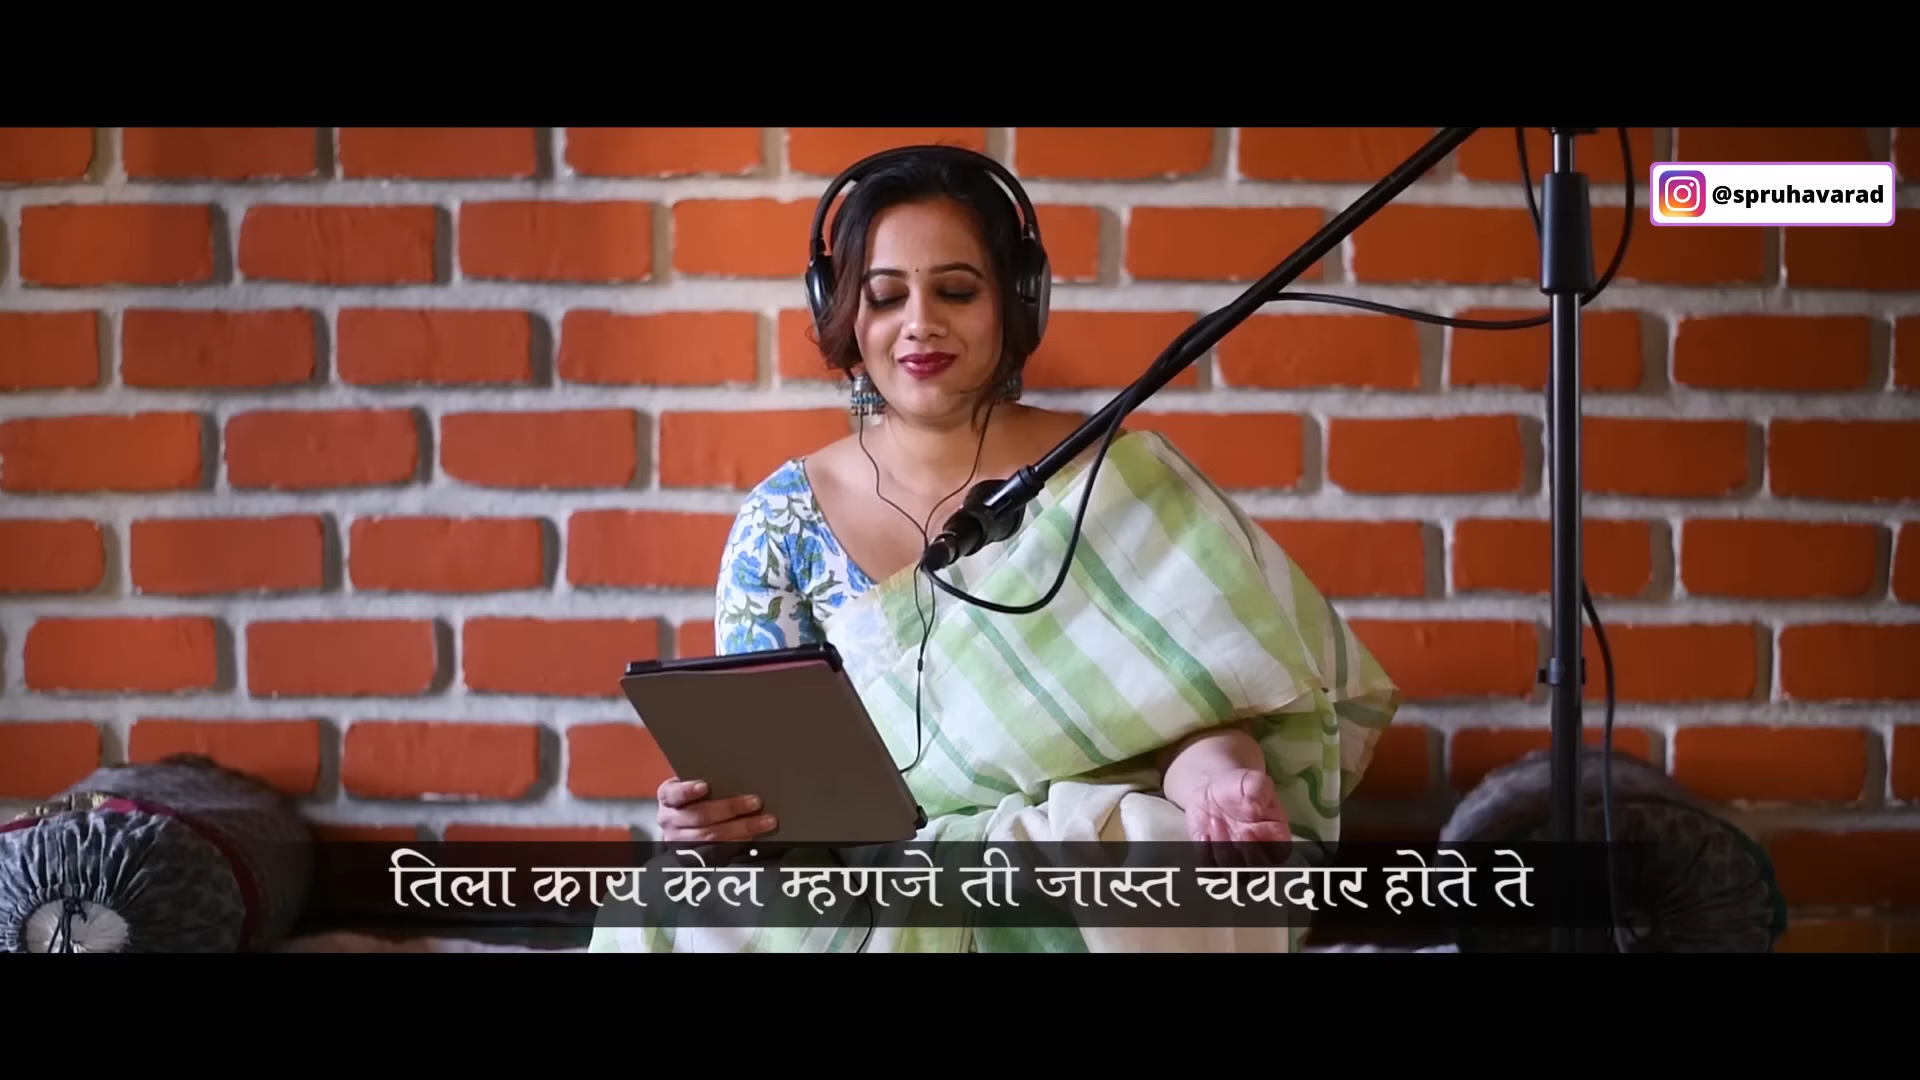 @spruhavarad
तिला काय केलं म्हणजे ती जास्त चवदार होते ते